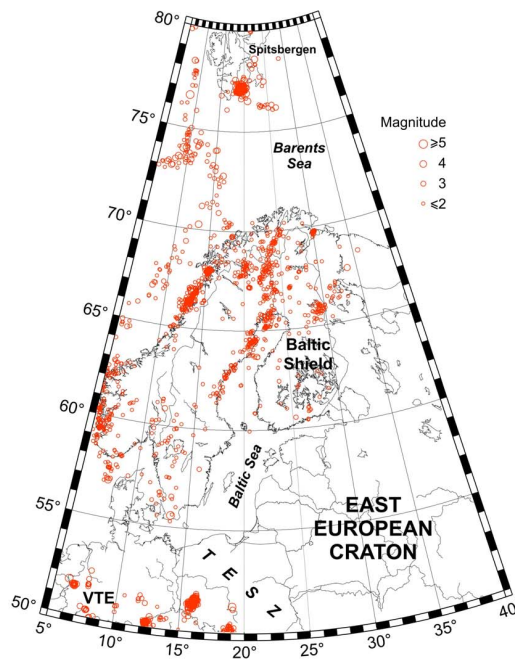 80°
Spitsbergen
75°
Barents
Sea
Magnitude
⩾5
4
3
⩽2
70°
65°
Baltic
Shield
60°
Baltic Sea
55°
EAST
EUROPEAN
CRATON
TESZ
VTE
50°
5°
10°
15°
20°
25°
30°
35°
40°